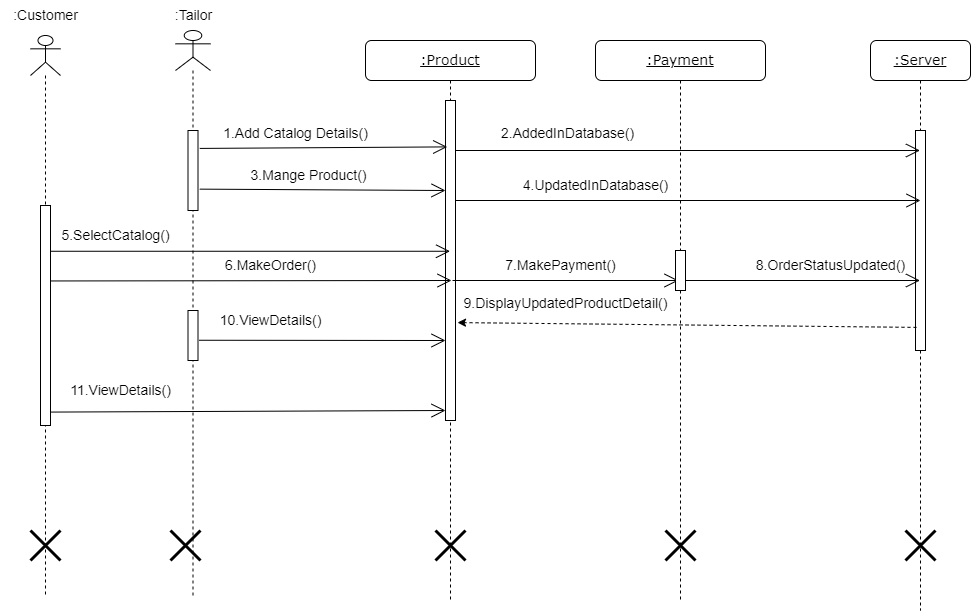 :Customer
:Tailor
:Product
:Payment
:Server
1.Add Catalog Details()
2.AddedInDatabase()
3.Mange Product()
4.UpdatedInDatabase()
5.SelectCatalog()
6.MakeOrder()
7.MakePayment()
8.OrderStatusUpdated()
9.DisplayUpdatedProductDetail()
10.ViewDetails()
11.ViewDetails()